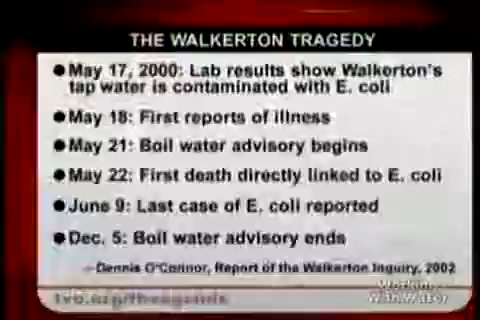 THE WALKERTON TRAGEDY
● May 17, 2000: Lab results show Walkerton's
tap water is contaminated with E. coli
● May 18: First reports of illness
● May 21: Boil water advisory begins
● May 22: First death directly linked to E. coli
● June 9: Last case of E. coli reported
● Dec. 5: Boil water advisory ends
—Dennis O'Connor, Report of the Walkerton Inquiry, 2002
tvo.org/theagenda
Water